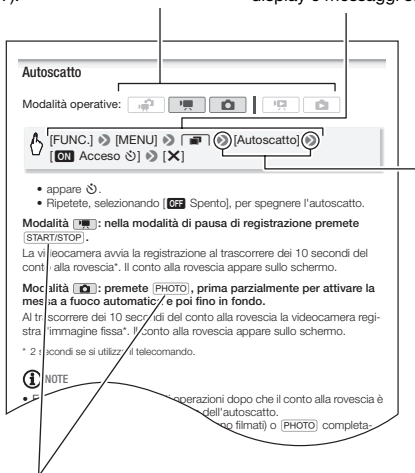 Autoscatto
Modalità operative:
[FUNC.] [MENU] [Autoscatto]
[ON Acceso] [X]
• appare
• Ripetete, selezionando [OFF Spento], per spegnere l'autoscatto.
Modalità : nella modalità di pausa di registrazione premete
START/STOP .
La videocamera avvia la registrazione al trascorrere dei 10 secondi del
conto alla rovescia*. Il conto alla rovescia appare sullo schermo.
Modalità : premete PHOTO , prima parzialmente per attivare la
messa a fuoco automatica e poi fino in fondo.
Al trascorrere dei 10 secondi del conto alla rovescia la videocamera regi-
stra l'immagine fissa*. Il conto alla rovescia appare sullo schermo.
* 2 secondi se si utilizza il telecomando.
NOTE
operazioni dopo che il conto alla rovescia è
dell'autoscatto.
no filmati) o PHOTO completa-